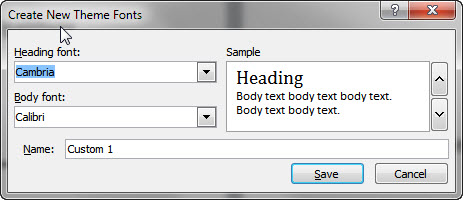 Create New Theme Fonts
Heading font:
Cambria
Body font:
Calibri
Sample
Heading
Body text body text body text.
Body text body text.
Name: Custom 1
Save Cancel